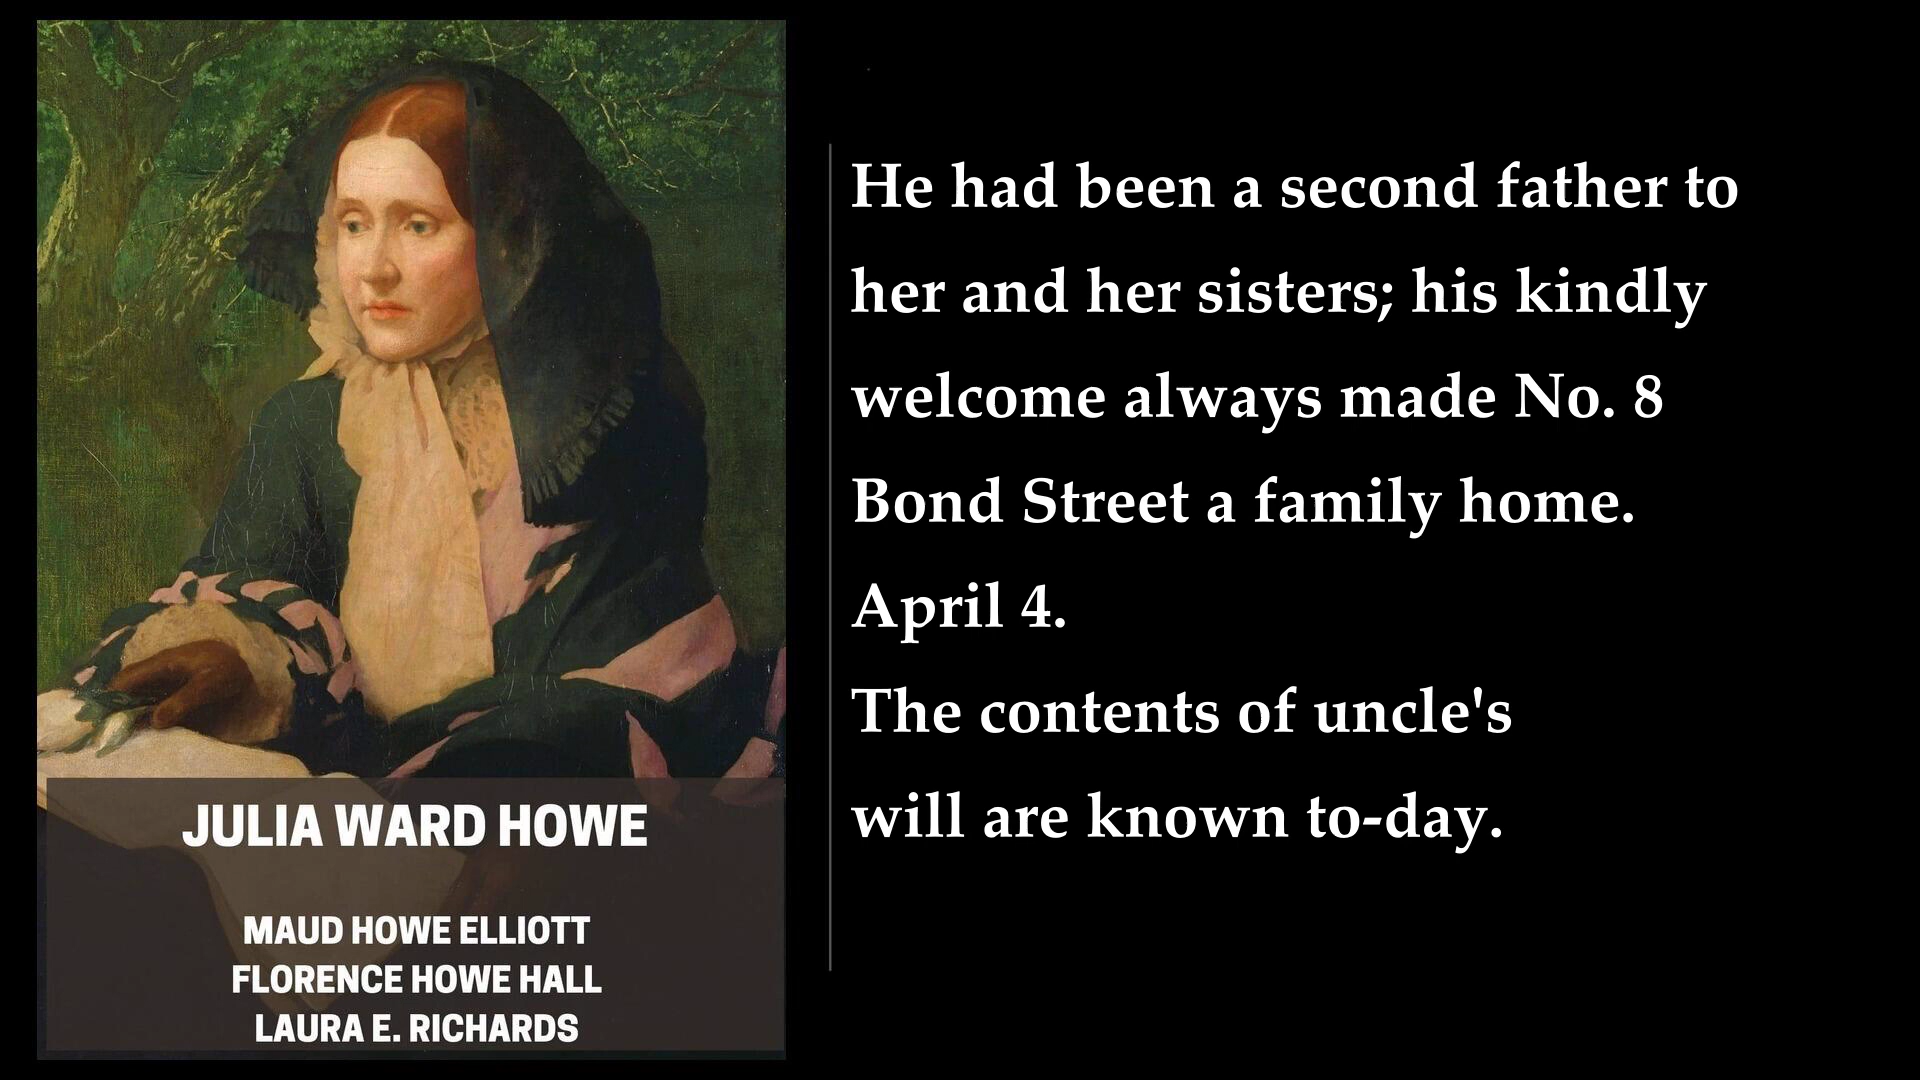 JULIA WARD HOWE
MAUD HOWE ELLIOTT
FLORENCE HOWE HALL
LAURA E. RICHARDS
He had been a second father to
her and her sisters; his kindly
welcome always made No. 8
Bond Street a family home.
April 4.
The contents of uncle's
will are known to-day.